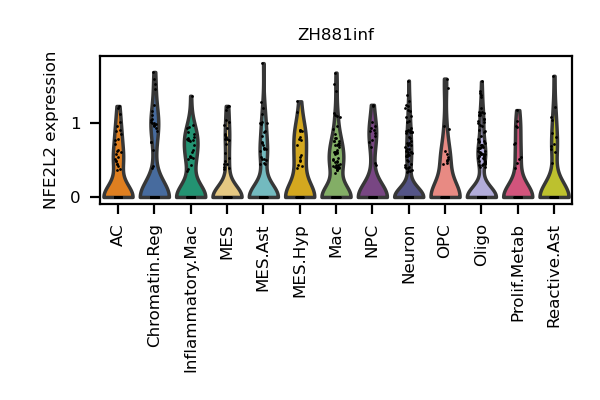 ZH881inf
NFE2L2 expression
1
0
AC
Chromatin.Reg
Inflammatory.Mac
MES
MES.Ast
MES.Hyp
Mac
NPC
Neuron
OPC
Oligo
Prolif.Metab
Reactive.Ast